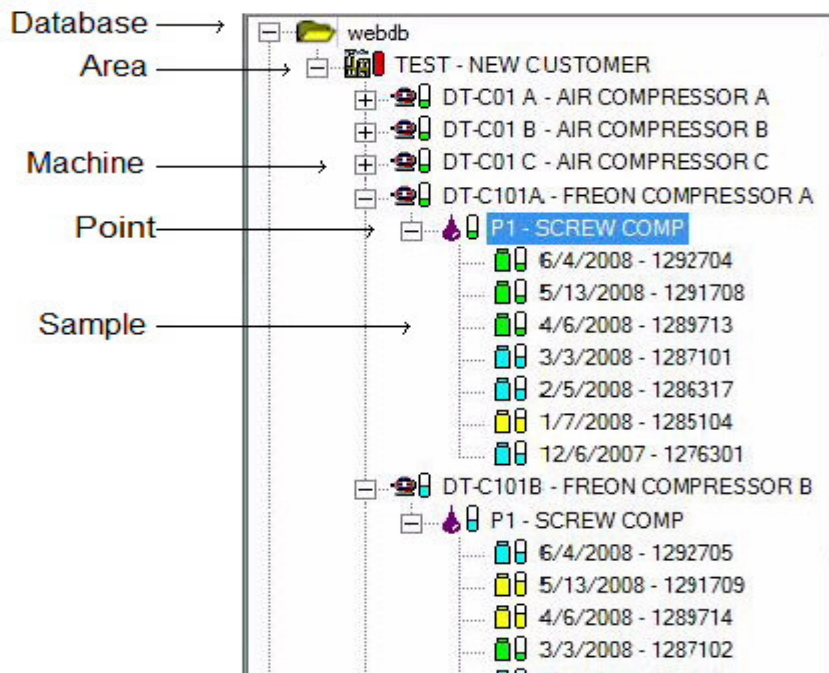 Database
webdb
Area
TEST - NEW CUSTOMER
DT-C01 A - AIR COMPRESSOR A
DT-C01 B - AIR COMPRESSOR B
Machine
DT-C01 C - AIR COMPRESSOR C
DT-C101A - FREON COMPRESSOR A
Point
P1 - SCREW COMP
6/4/2008 - 1292704
5/13/2008 - 1291708
Sample
4/6/2008 - 1289713
3/3/2008 - 1287101
2/5/2008 - 1286317
1/7/2008 - 1285104
12/6/2007 - 1276301
DT-C101B - FREON COMPRESSOR B
P1 - SCREW COMP
6/4/2008 - 1292705
5/13/2008 - 1291709
4/6/2008 - 1289714
3/3/2008 - 1287102